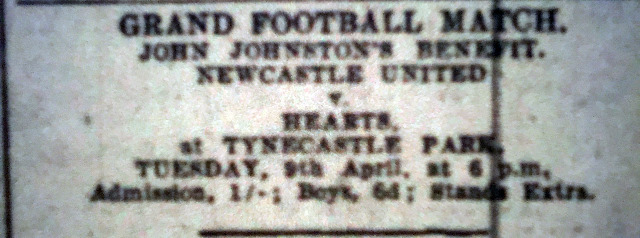 GRAND FOOTBALL MATCH.
JOHN JOHNSTON'S BENEFIT.
NEWCASTLE UNITED
v.
HEARTS,
at TYNECASTLE PARK,
TUESDAY, 9th April, at 6 p.m,
Admission, 1/-; Boys, 6d; Stands Extra.